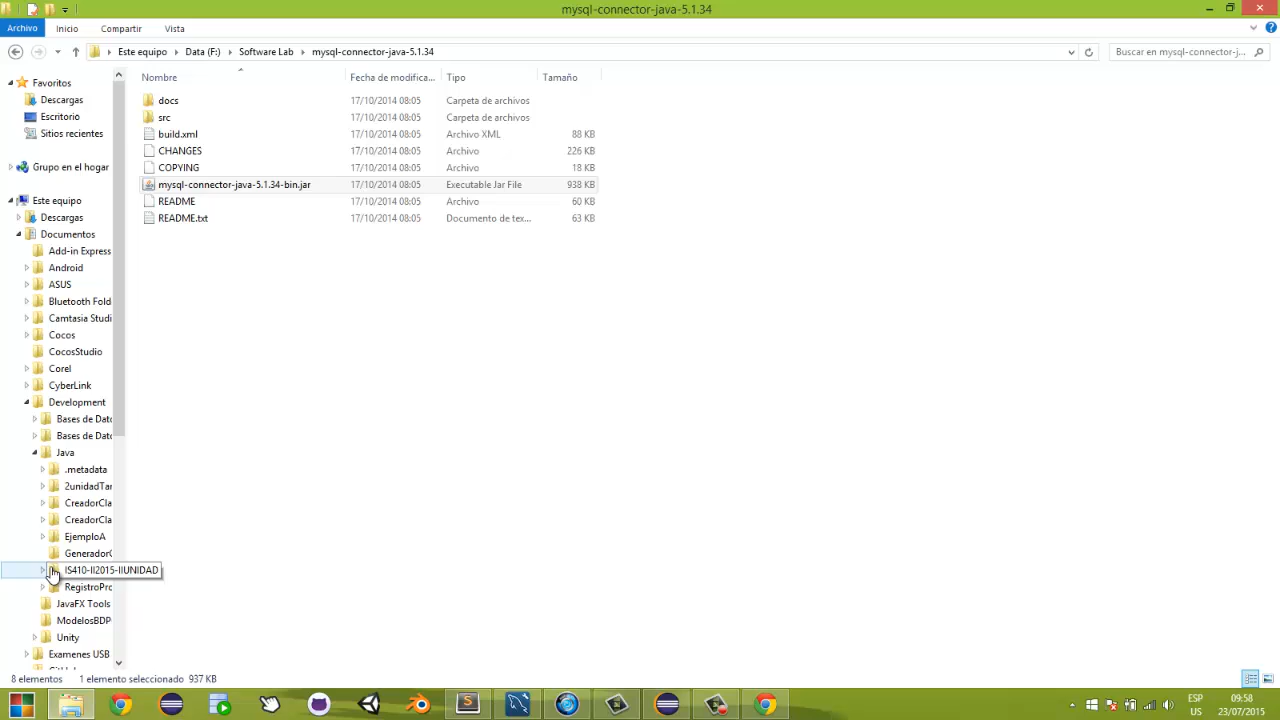 mysql-connector-java-5.1.34
Archivo Inicio Compartir Vista
Este equipo Data (F:) Software Lab mysql-connector-java-5.1.34 Buscar en mysql-connector-j...
Nombre Fecha de modifica... Tipo Tamaño
docs 17/10/2014 08:05 Carpeta de archivos
src 17/10/2014 08:05 Carpeta de archivos
build.xml 17/10/2014 08:05 Archivo XML 88 KB
CHANGES 17/10/2014 08:05 Archivo 226 KB
COPYING 17/10/2014 08:05 Archivo 18 KB
mysql-connector-java-5.1.34-bin.jar 17/10/2014 08:05 Executable Jar File 938 KB
README 17/10/2014 08:05 Archivo 60 KB
README.txt 17/10/2014 08:05 Documento de tex... 63 KB
Favoritos
Descargas
Escritorio
Sitios recientes
Grupo en el hogar
Este equipo
Descargas
Documentos
Add-in Express
Android
ASUS
Bluetooth Fold
Camtasia Studi
Cocos
CocosStudio
Corel
CyberLink
Development
Bases de Dato
Bases de Dato
Java
.metadata
2unidadTar
CreadorCla
CreadorCla
EjemploA
GeneradorC
IS410-II2015-IIUNIDAD
RegistroPro
JavaFX Tools
ModelosBDP
Unity
Examenes USB
8 elementos 1 elemento seleccionado 937 KB
ESP 09:58
US 23/07/2015